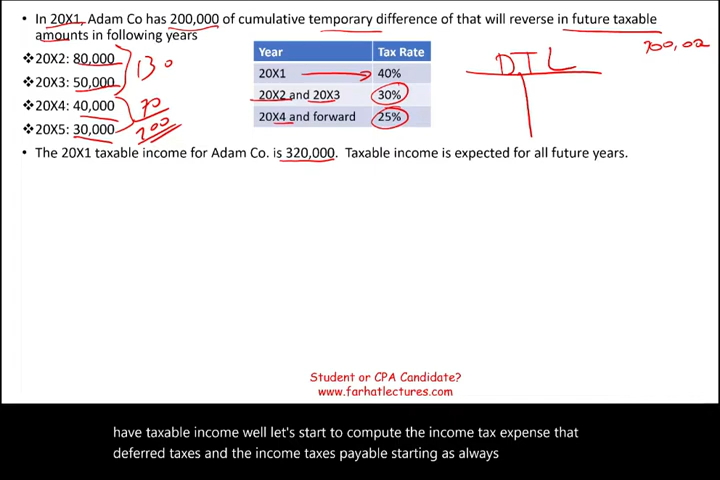 • In 20X1, Adam Co has 200,000 of cumulative temporary difference of that will reverse in future taxable
amounts in following years
200,00
❖20X2: 80,000
❖20X3: 50,000
130
❖20X4: 40,000
70
❖20X5: 30,000
200
Year Tax Rate
20X1 40%
20X2 and 20X3 30%
20X4 and forward 25%
DTL
• The 20X1 taxable income for Adam Co. is 320,000. Taxable income is expected for all future years.
Student or CPA Candidate?
www.farhatlectures.com
have taxable income well let's start to compute the income tax expense that
deferred taxes and the income taxes payable starting as always